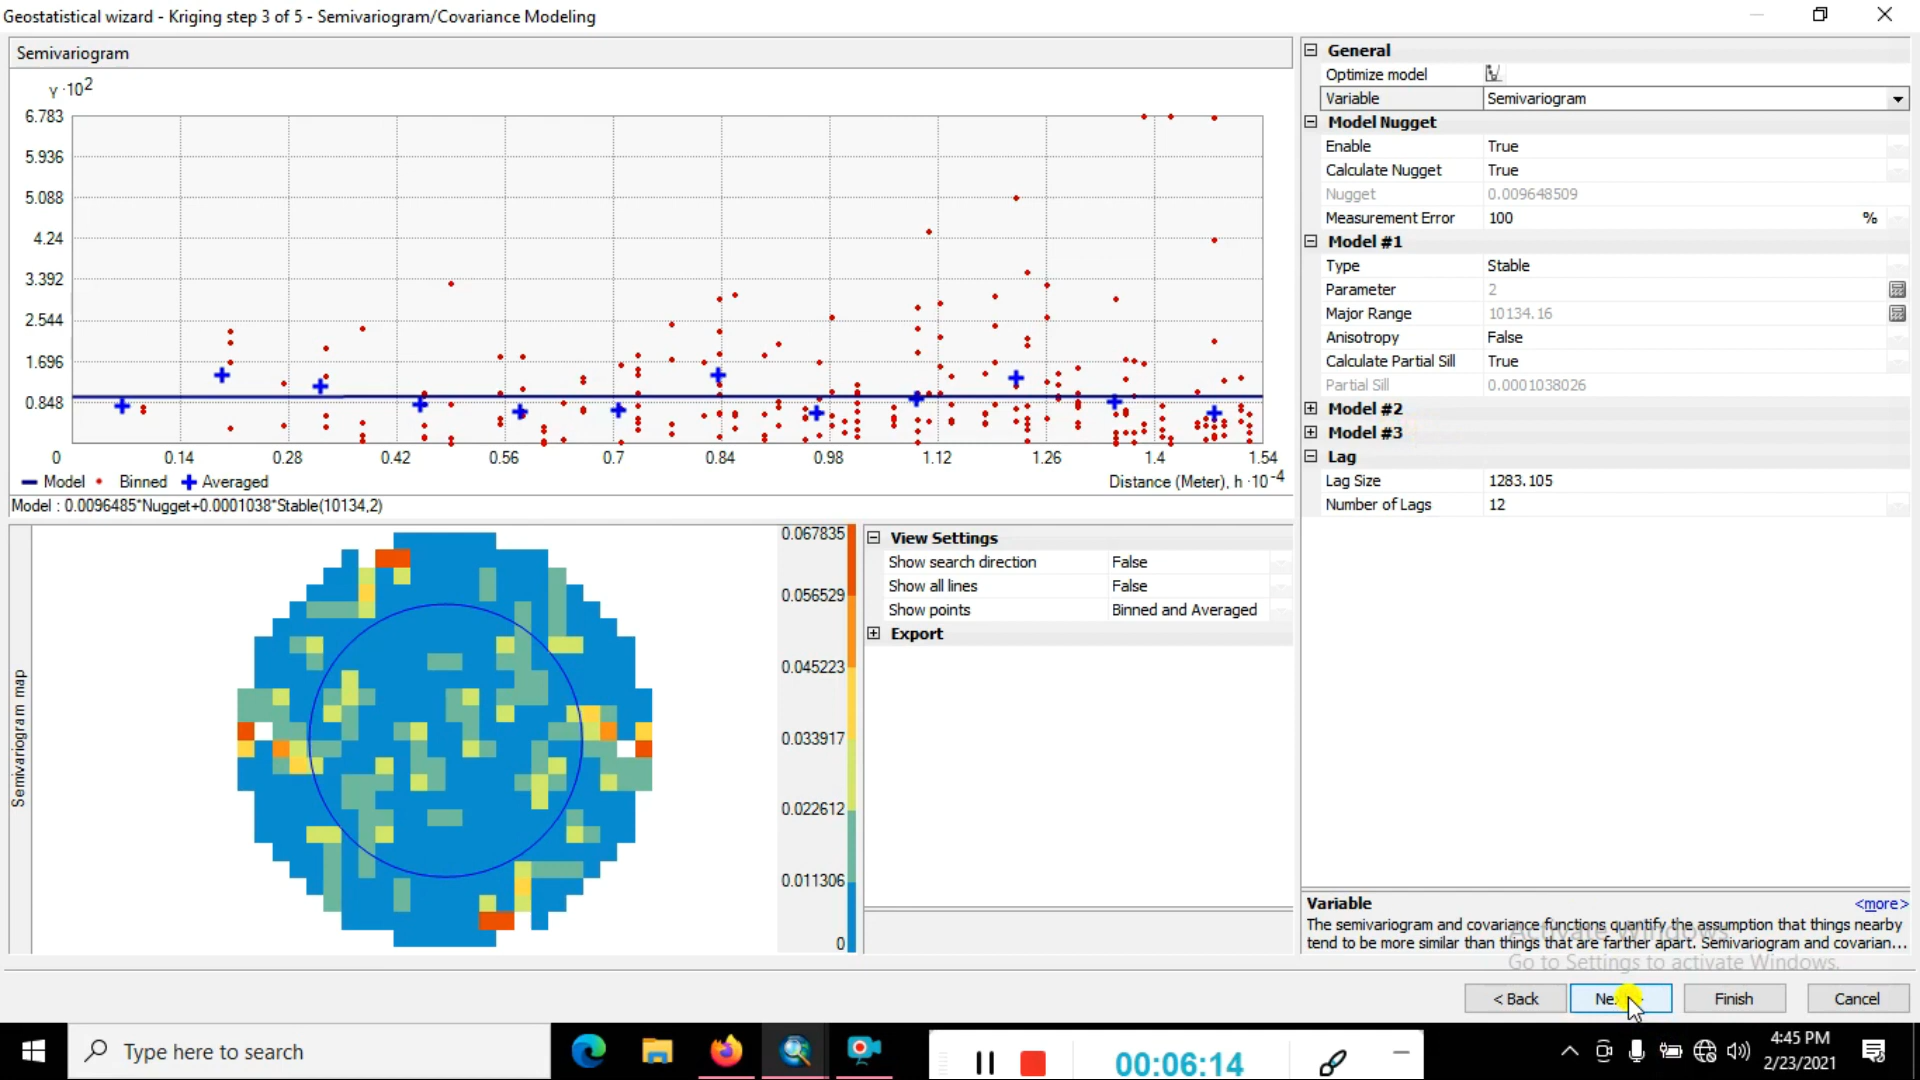 Geostatistical wizard - Kriging step 3 of 5 - Semivariogram/Covariance Modeling
Semivariogram
γ ·10²
6.783
5.936
5.088
4.24
3.392
2.544
1.696
0.848
0 0.14 0.28 0.42 0.56 0.7 0.84 0.98 1.12 1.26 1.4 1.54
Model Binned Averaged Distance (Meter), h ·10⁻⁴
Model : 0.0096485*Nugget+0.0001038*Stable(10134,2)
Semivariogram map
0.067835
0.056529
0.045223
0.033917
0.022612
0.011306
0
View Settings
Show search direction False
Show all lines False
Show points Binned and Averaged
Export
General
Optimize model
Variable Semivariogram
Model Nugget
Enable True
Calculate Nugget True
Nugget 0.009648509
Measurement Error 100 %
Model #1
Type Stable
Parameter 2
Major Range 10134.16
Anisotropy False
Calculate Partial Sill True
Partial Sill 0.0001038026
Model #2
Model #3
Lag
Lag Size 1283.105
Number of Lags 12
Variable <more>
The semivariogram and covariance functions quantify the assumption that things nearby
tend to be more similar than things that are farther apart. Semivariogram and covarian...
Activate Windows
Go to Settings to activate Windows.
< Back Finish Cancel
Type here to search
00:06:14
4:45 PM
2/23/2021